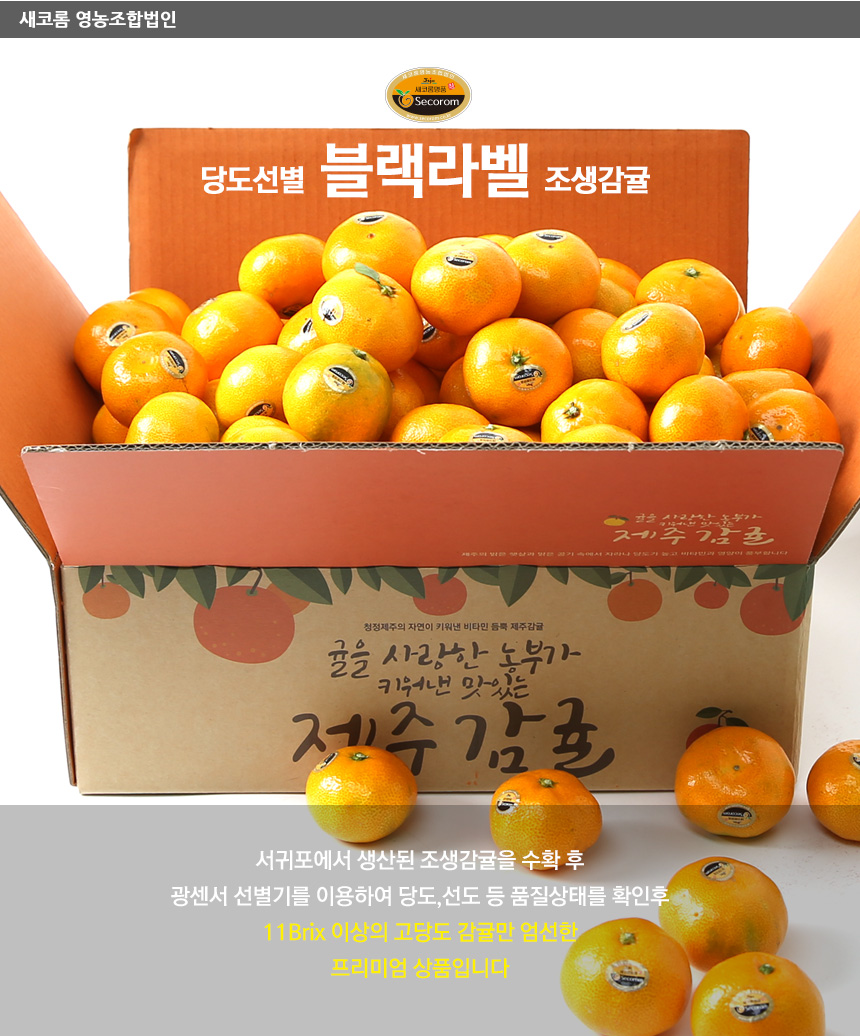 새코롬 영농조합법인
새코롬명품
Secorom
당도선별 블랙라벨 조생감귤
귤을 사랑한 농부가
키워낸 맛있는
제주감귤
청정제주의 자연이 키워낸 비타민 듬뿍 제주감귤
귤을 사랑한 농부가
키워낸 맛있는
제주감귤
서귀포에서 생산된 조생감귤을 수확 후
광센서 선별기를 이용하여 당도,선도 등 품질상태를 확인후
11Brix 이상의 고당도 감귤만 엄선한
프리미엄 상품입니다
Secorom